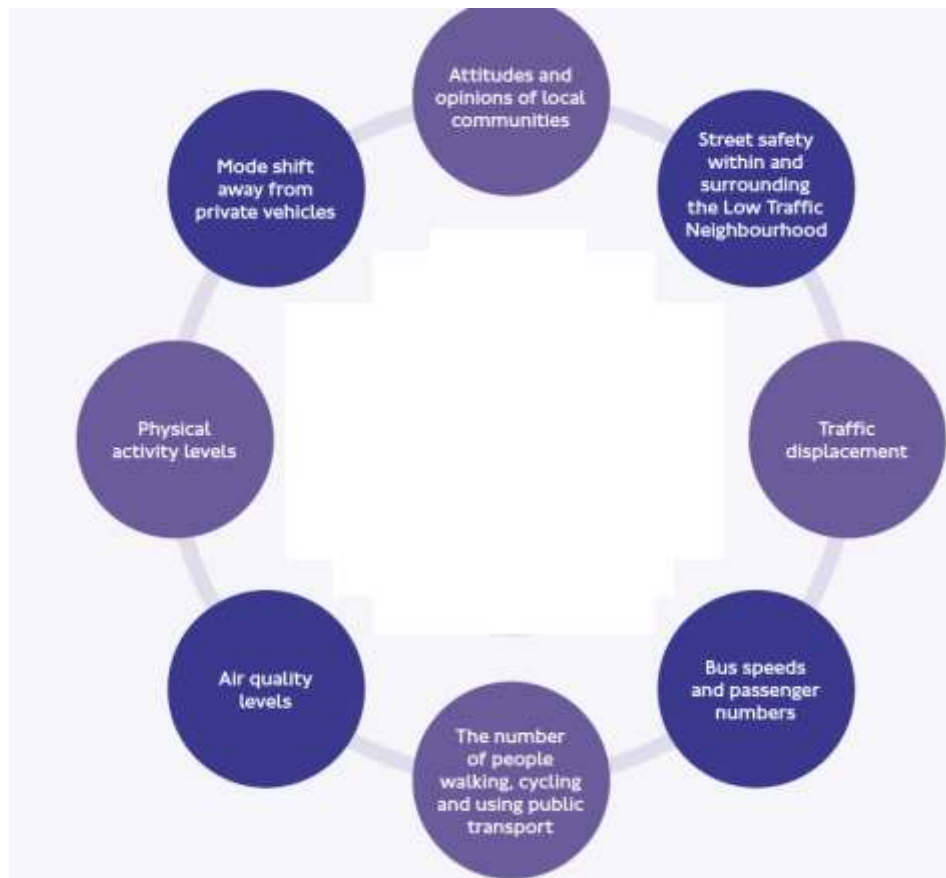 Attitudes and
opinions of local
communities
Street safety
within and
surrounding
the Low Traffic
Neighbourhood
Traffic
displacement
Bus speeds
and passenger
numbers
The number
of people
walking, cycling
and using public
transport
Air quality
levels
Physical
activity levels
Mode shift
away from
private vehicles